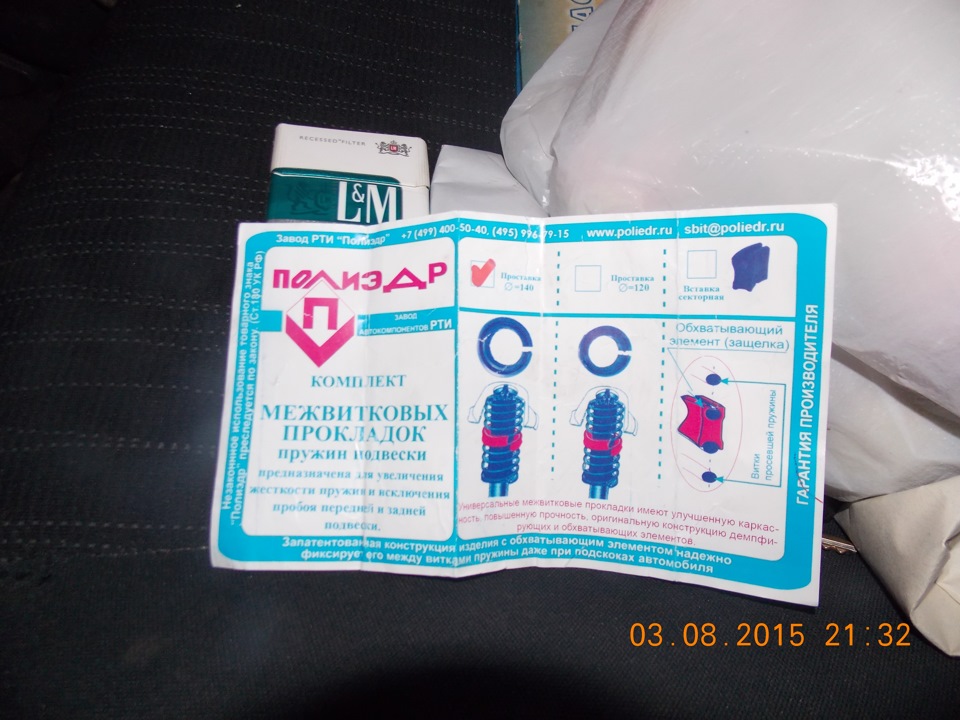 RECESSED FILTER
L&M
Завод РТИ "Полиэдр" +7 (499) 400-50-40, (495) 996-79-15 www.poliedr.ru sbit@poliedr.ru
Незаконное использование товарного знака
"Полиэдр" преследуется по закону. (Ст.180 УК РФ)
ПОЛИЭДР
П
ЗАВОД
АВТОКОМПОНЕНТОВ РТИ
КОМПЛЕКТ
МЕЖВИТКОВЫХ
ПРОКЛАДОК
пружин подвески
предназначена для увеличения
жесткости пружин и исключения
пробоя передней и задней
подвески.
Проставка
∅=140
Проставка
∅=120
Вставка
секторная
Обхватывающий
элемент (защелка)
Витки
просевшей пружины
Универсальные межвитковые прокладки имеют улучшенную каркас-
ность, повышенную прочность, оригинальную конструкцию демпфи-
рующих и обхватывающих элементов.
Запатентованная конструкция изделия с обхватывающим элементом надежно
фиксирует его между витками пружины даже при подскоках автомобиля
ГАРАНТИЯ ПРОИЗВОДИТЕЛЯ
03.08.2015 21:32